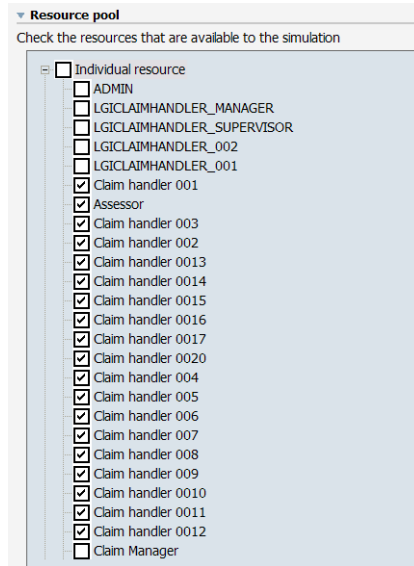 Resource pool
Check the resources that are available to the simulation
Individual resource
ADMIN
LGICLAIMHANDLER_MANAGER
LGICLAIMHANDLER_SUPERVISOR
LGICLAIMHANDLER_002
LGICLAIMHANDLER_001
Claim handler 001
Assessor
Claim handler 003
Claim handler 002
Claim handler 0013
Claim handler 0014
Claim handler 0015
Claim handler 0016
Claim handler 0017
Claim handler 0020
Claim handler 004
Claim handler 005
Claim handler 006
Claim handler 007
Claim handler 008
Claim handler 009
Claim handler 0010
Claim handler 0011
Claim handler 0012
Claim Manager